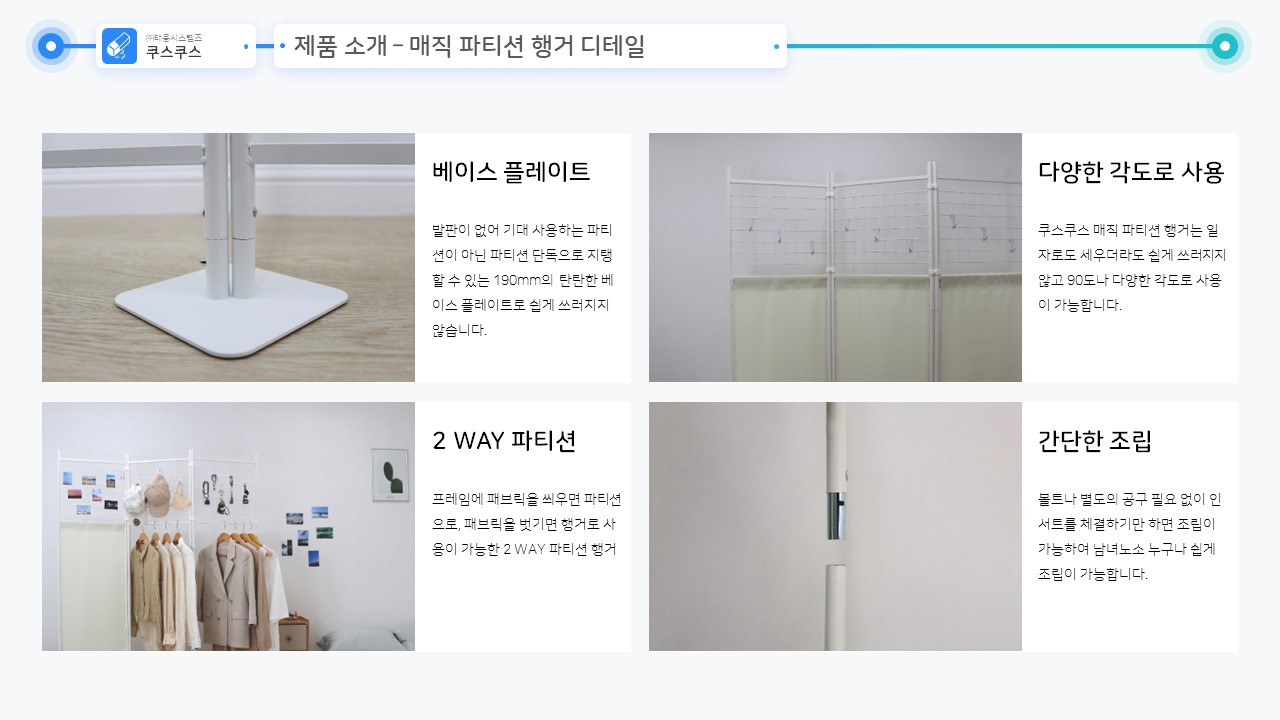 ㈜태웅시스템즈
쿠스쿠스
제품 소개 - 매직 파티션 행거 디테일
베이스 플레이트
발판이 없어 기대 사용하는 파티
션이 아닌 파티션 단독으로 지탱
할 수 있는 190mm의 탄탄한 베
이스 플레이트로 쉽게 쓰러지지
않습니다.
다양한 각도로 사용
쿠스쿠스 매직 파티션 행거는 일
자로도 세우더라도 쉽게 쓰러지지
않고 90도나 다양한 각도로 사용
이 가능합니다.
2 WAY 파티션
프레임에 패브릭을 씌우면 파티션
으로, 패브릭을 벗기면 행거로 사
용이 가능한 2 WAY 파티션 행거
간단한 조립
볼트나 별도의 공구 필요 없이 인
서트를 체결하기만 하면 조립이
가능하여 남녀노소 누구나 쉽게
조립이 가능합니다.